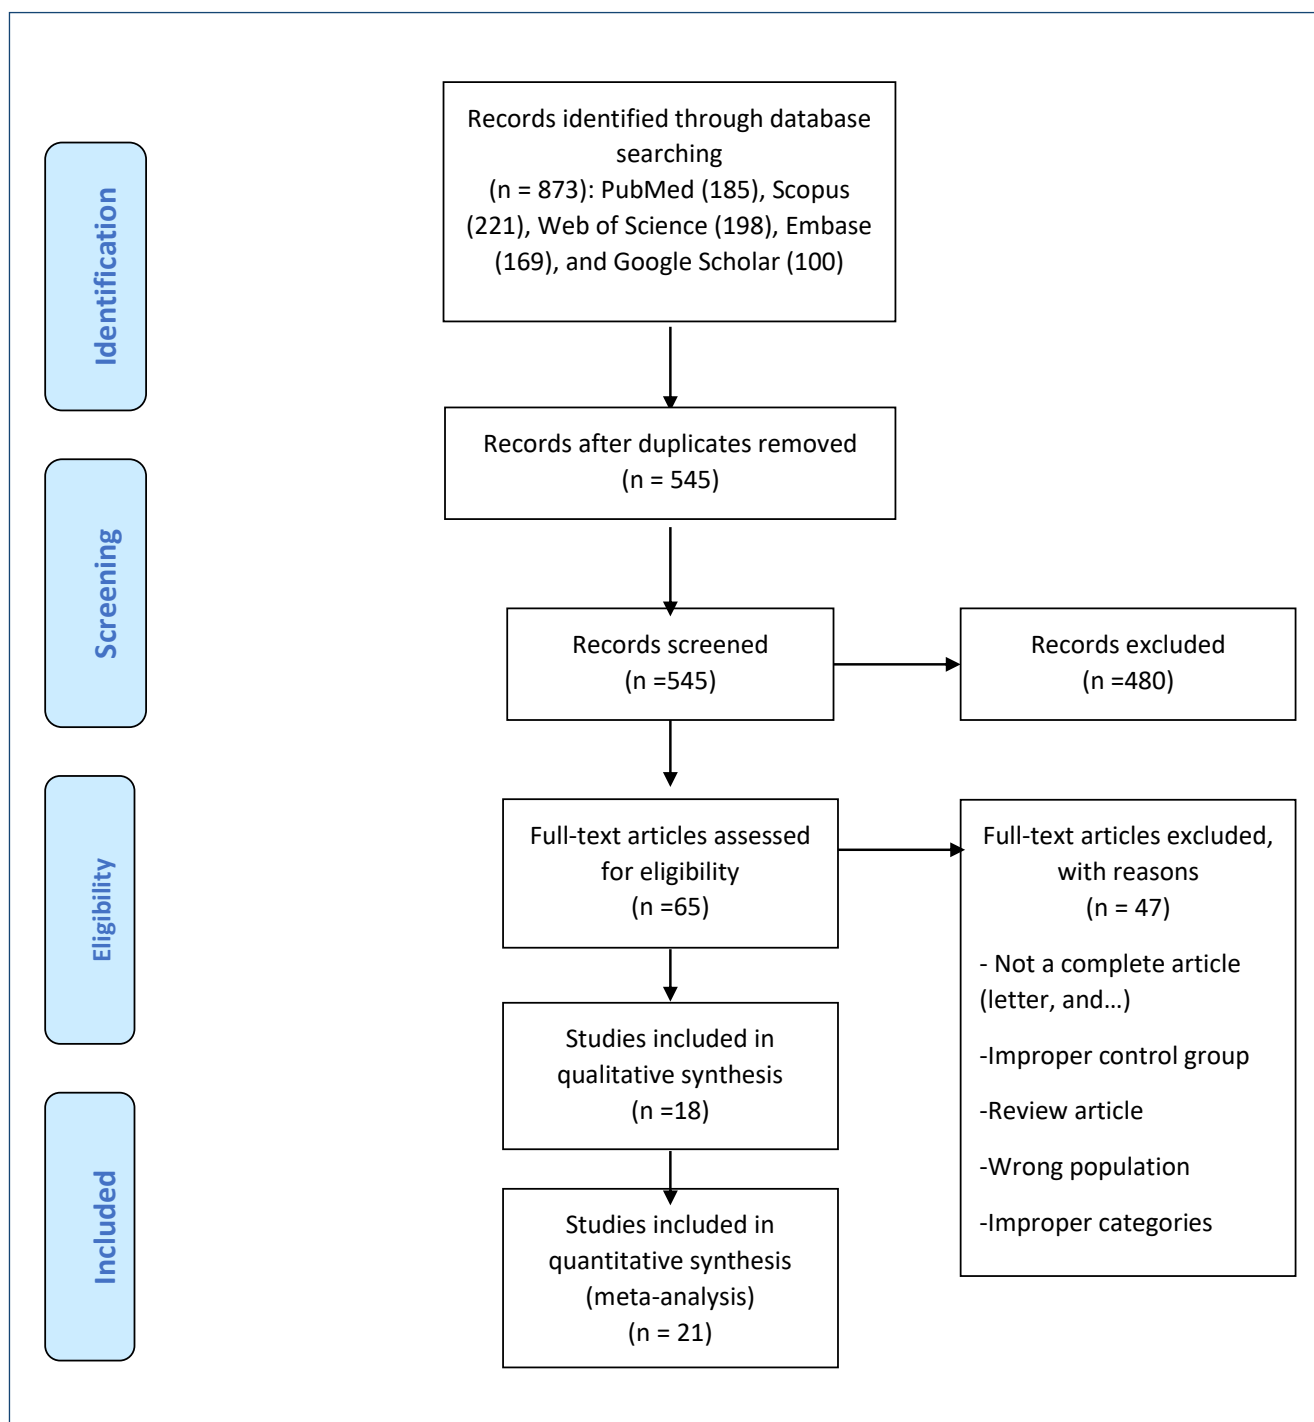 Identification
Records identified through database
searching
(n = 873): PubMed (185), Scopus
(221), Web of Science (198), Embase
(169), and Google Scholar (100)
Records after duplicates removed
(n = 545)
Screening
Records screened
(n =545)
Records excluded
(n =480)
Eligibility
Full-text articles assessed
for eligibility
(n =65)
Full-text articles excluded,
with reasons
(n = 47)
- Not a complete article
(letter, and…)
-Improper control group
-Review article
-Wrong population
-Improper categories
Studies included in
qualitative synthesis
(n =18)
Included
Studies included in
quantitative synthesis
(meta-analysis)
(n = 21)